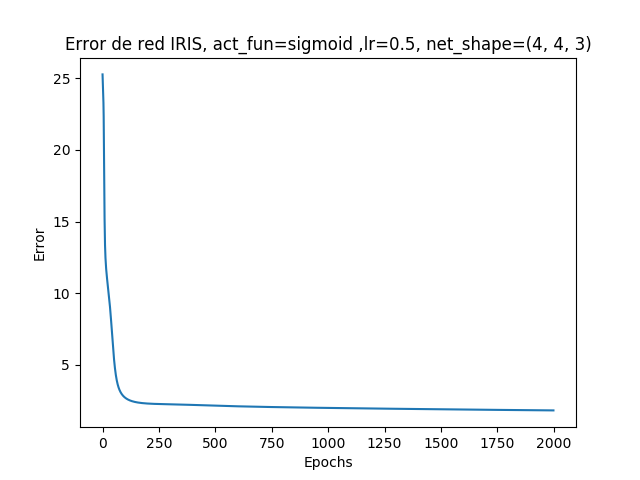 Error de red IRIS, act_fun=sigmoid ,lr=0.5, net_shape=(4, 4, 3)
25
20
15
10
5
Error
0 250 500 750 1000 1250 1500 1750 2000
Epochs